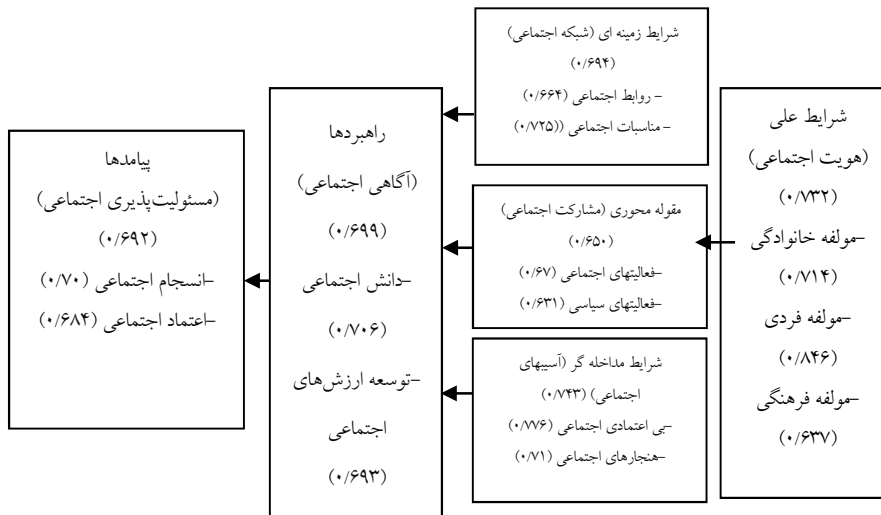 شرایط علی
(هویت اجتماعی)
(۰/۷۳۲)
-مولفه خانوادگی
(۰/۷۱۴)
-مولفه فردی
(۰/۸۴۶)
-مولفه فرهنگی
(۰/۶۳۷)
شرایط زمینه ای (شبکه اجتماعی)
(۰/۶۹۴)
- روابط اجتماعی (۰/۶۶۴)
- مناسبات اجتماعی ((۰/۷۲۵)
مقوله محوری (مشارکت اجتماعی)
(۰/۶۵۰)
-فعالیتهای اجتماعی (۰/۶۷)
-فعالیتهای سیاسی (۰/۶۳۱)
شرایط مداخله گر (آسیبهای
اجتماعی) (۰/۷۴۳)
-بی اعتمادی اجتماعی (۰/۷۷۶)
-هنجارهای اجتماعی (۰/۷۱)
راهبردها
(آگاهی اجتماعی)
(۰/۶۹۹)
-دانش اجتماعی
(۰/۷۰۶)
-توسعه ارزش‌های
اجتماعی
(۰/۶۹۳)
پیامدها
(مسئولیت‌پذیری اجتماعی)
(۰/۶۹۲)
-انسجام اجتماعی (۰/۷۰)
-اعتماد اجتماعی (۰/۶۸۴)